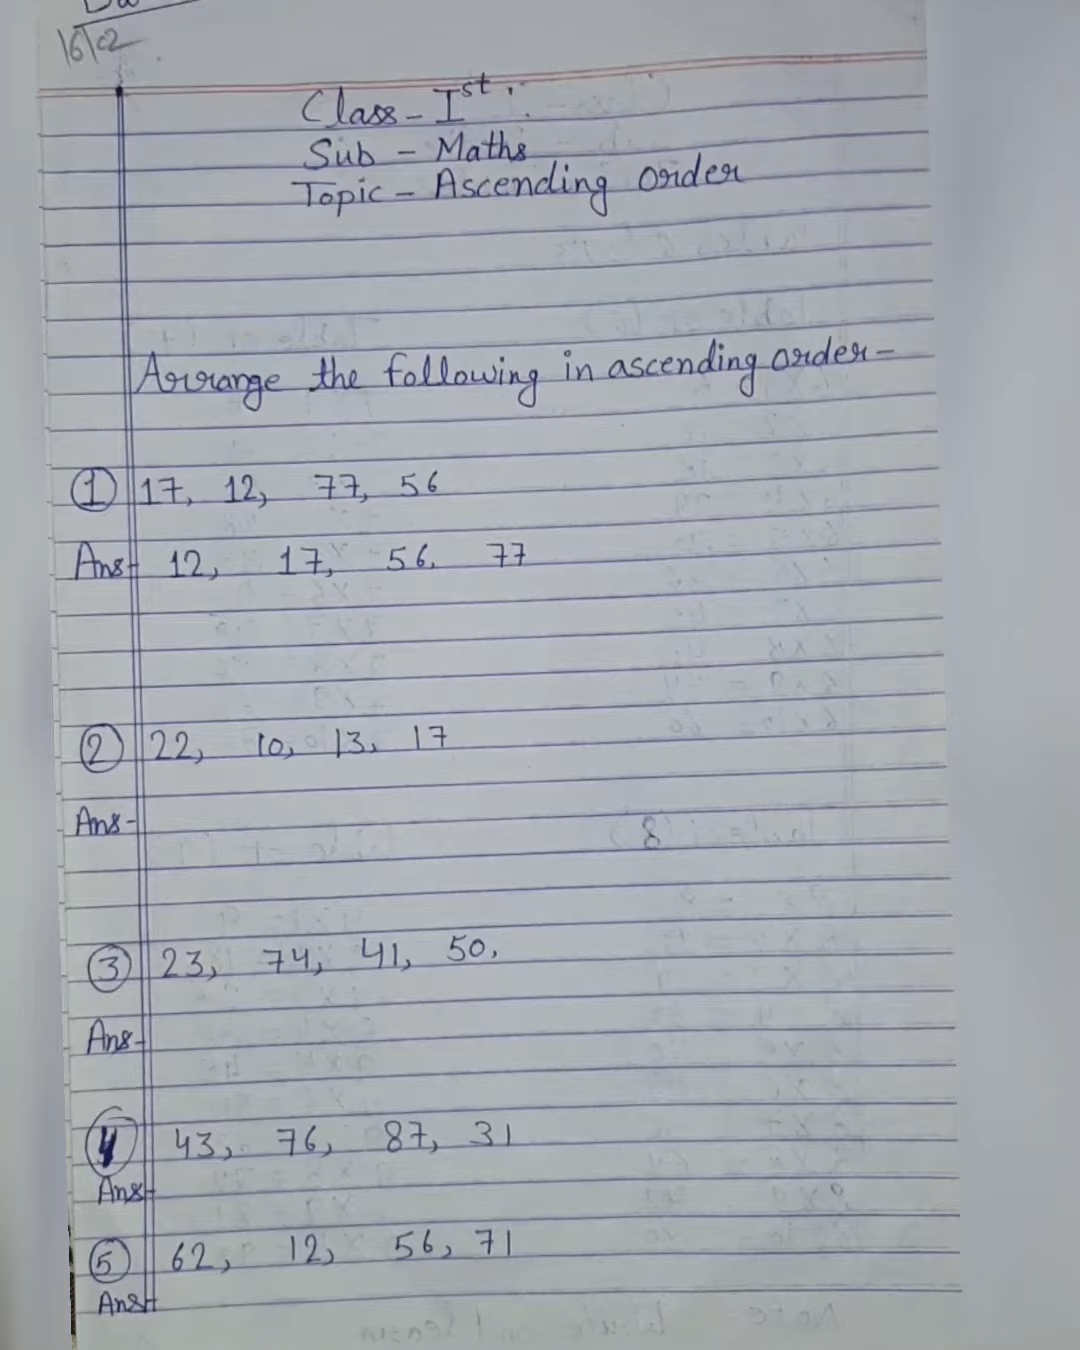 16/02
Class - Ist.
Sub - Maths
Topic - Ascending order
Arrange the following in ascending order -
1 17, 12, 77, 56
Ans- 12, 17, 56. 77
2 22, 10, 13, 17
Ans-
8
3 23, 74, 41, 50,
Ans-
4 43, 76, 87, 31
Ans-
5 62, 12, 56, 71
Ans-